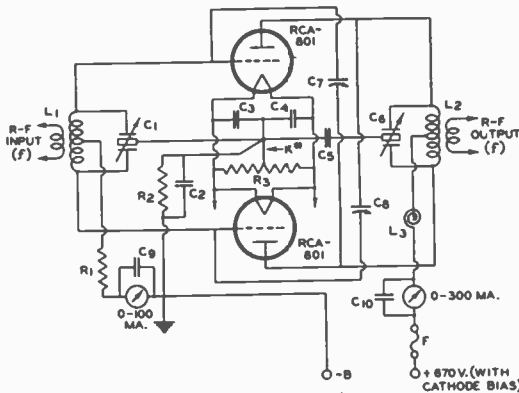 RCA-
801
L1
R-F
INPUT
(f)
C1
C3
C4
C7
C6
L2
R-F
OUTPUT
(f)
C5
K*
R2
C2
R3
C8
L3
RCA-
801
R1
C9
0-100
MA.
C10
0-300 MA.
F
-B
+670V.(WITH
CATHODE BIAS)